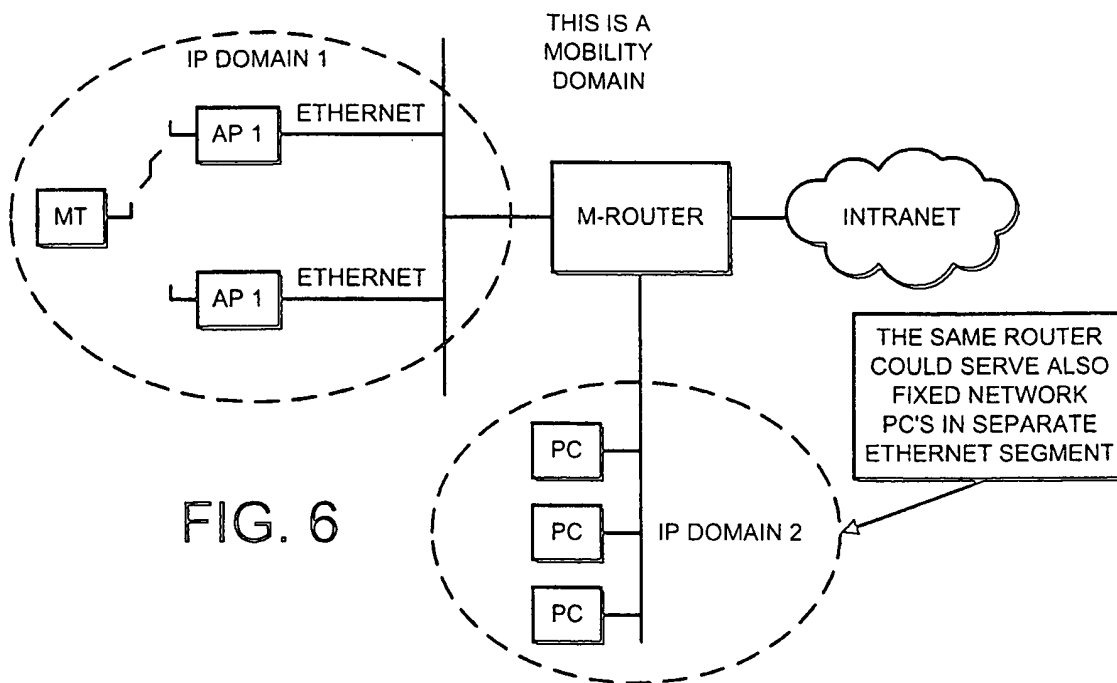 THIS IS A
MOBILITY
DOMAIN
IP DOMAIN 1
ETHERNET
AP 1
MT
M-ROUTER
INTRANET
ETHERNET
AP 1
THE SAME ROUTER
COULD SERVE ALSO
FIXED NETWORK
PC'S IN SEPARATE
ETHERNET SEGMENT
PC
PC
IP DOMAIN 2
PC
FIG. 6